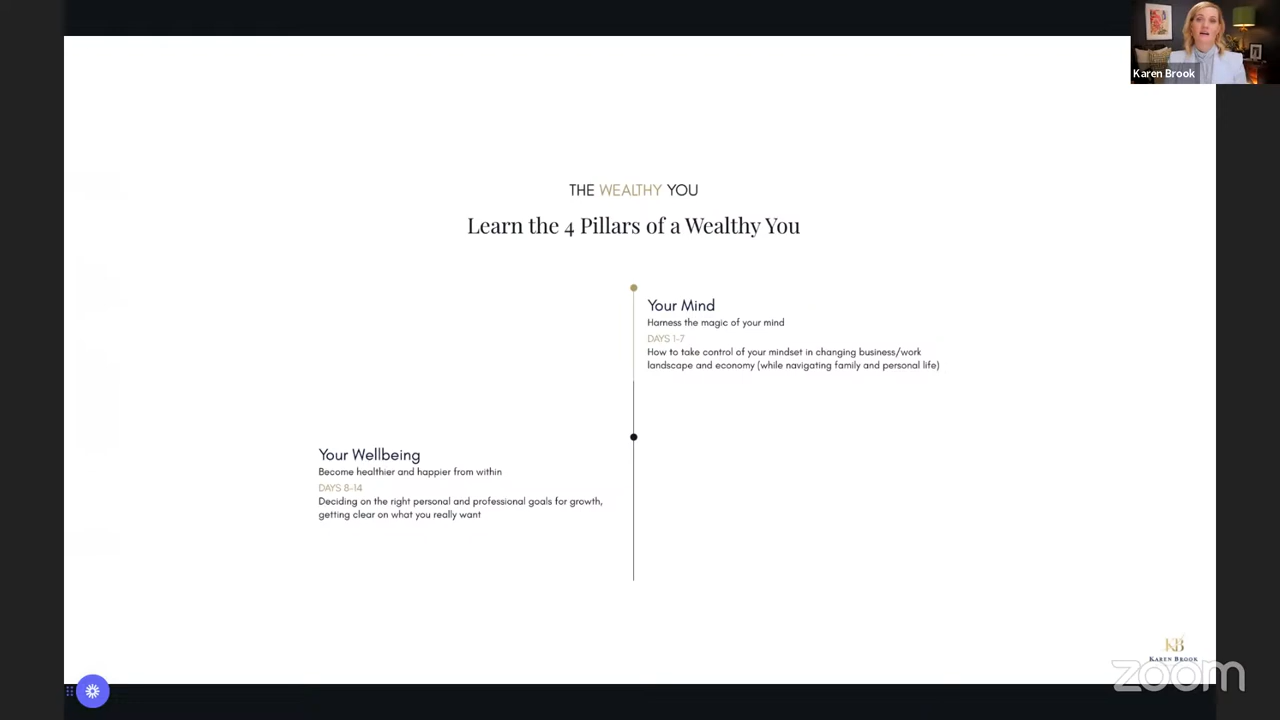 Karen Brook
THE WEALTHY YOU
Learn the 4 Pillars of a Wealthy You
Your Mind
Harness the magic of your mind
DAYS 1-7
How to take control of your mindset in changing business/work
landscape and economy (while navigating family and personal life)
Your Wellbeing
Become healthier and happier from within
DAYS 8-14
Deciding on the right personal and professional goals for growth,
getting clear on what you really want
KB
KAREN BROOK
zoom